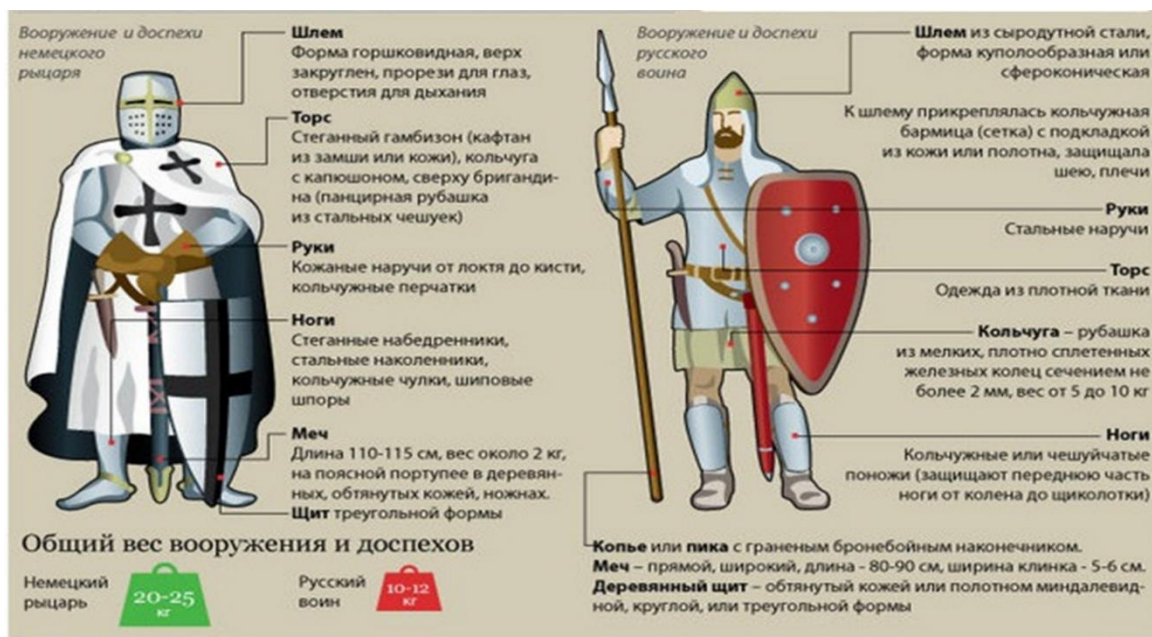 Вооружение и доспехи
немецкого
рыцаря
Шлем
Форма горшковидная, верх
закруглен, прорези для глаз,
отверстия для дыхания
Торс
Стеганный гамбизон (кафтан
из замши или кожи), кольчуга
с капюшоном, сверху бриганди-
на (панцирная рубашка
из стальных чешуек)
Руки
Кожаные наручи от локтя до кисти,
кольчужные перчатки
Ноги
Стеганные набедренники,
стальные наколенники,
кольчужные чулки, шиповые
шпоры
Меч
Длина 110-115 см, вес около 2 кг,
на поясной портупее в деревян-
ных, обтянутых кожей, ножнах.
Щит треугольной формы
Общий вес вооружения и доспехов
Немецкий
рыцарь
20-25
кг
Русский
воин
10-12
кг
Вооружение и доспехи
русского
воина
Шлем из сыродутной стали,
форма куполообразная или
сфероконическая
К шлему прикреплялась кольчужная
бармица (сетка) с подкладкой
из кожи или полотна, защищала
шею, плечи
Руки
Стальные наручи
Торс
Одежда из плотной ткани
Кольчуга – рубашка
из мелких, плотно сплетенных
железных колец сечением не
более 2 мм, вес от 5 до 10 кг
Ноги
Кольчужные или чешуйчатые
поножи (защищают переднюю часть
ноги от колена до щиколотки)
Копье или пика с граненым бронебойным наконечником.
Меч – прямой, широкий, длина - 80-90 см, ширина клинка - 5-6 см.
Деревянный щит – обтянутый кожей или полотном миндалевид-
ной, круглой, или треугольной формы